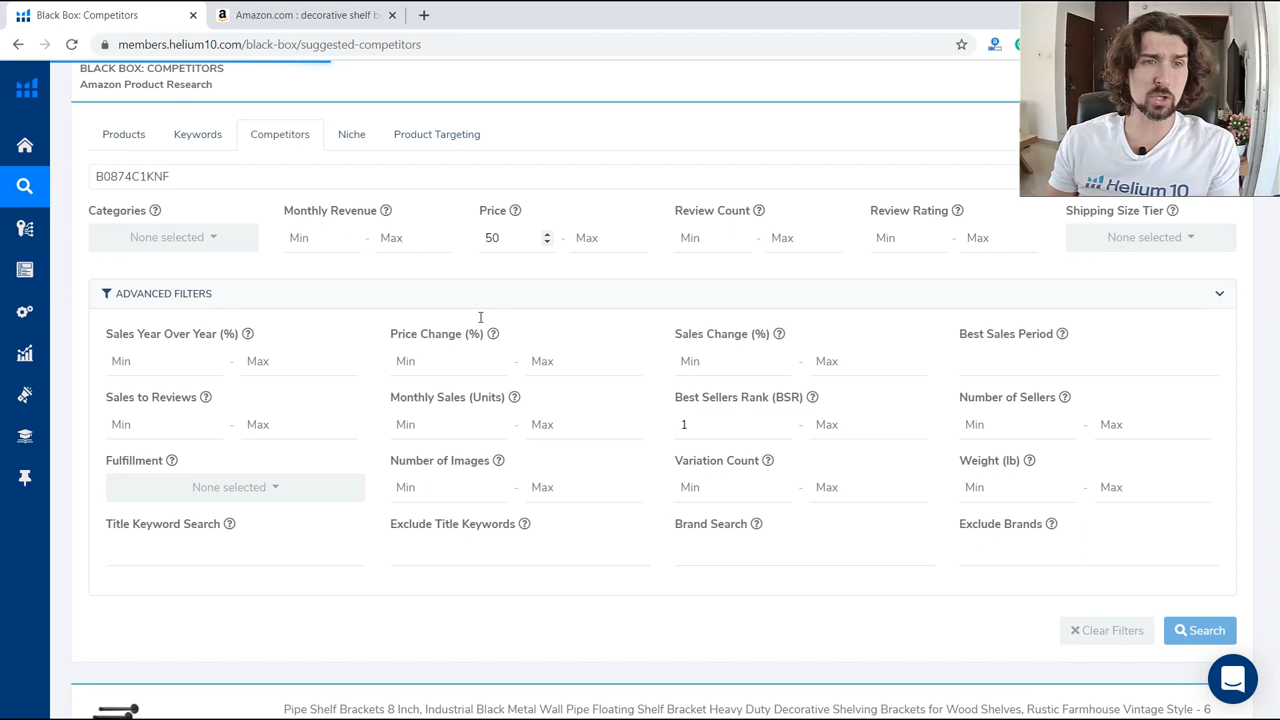 Black Box: Competitors
Amazon.com : decorative shelf b
members.helium10.com/black-box/suggested-competitors
BLACK BOX: COMPETITORS
Amazon Product Research
Products Keywords Competitors Niche Product Targeting
B0874C1KNF
Helium 10
Categories Monthly Revenue Price Review Count Review Rating Shipping Size Tier
None selected Min - Max 50 - Max Min - Max Min - Max None selected
ADVANCED FILTERS
Sales Year Over Year (%) Price Change (%) Sales Change (%) Best Sales Period
Min - Max Min - Max Min - Max
Sales to Reviews Monthly Sales (Units) Best Sellers Rank (BSR) Number of Sellers
Min - Max Min - Max 1 - Max Min - Max
Fulfillment Number of Images Variation Count Weight (lb)
None selected Min - Max Min - Max Min - Max
Title Keyword Search Exclude Title Keywords Brand Search Exclude Brands
Clear Filters Search
Pipe Shelf Brackets 8 Inch, Industrial Black Metal Wall Pipe Floating Shelf Bracket Heavy Duty Decorative Shelving Brackets for Wood Shelves, Rustic Farmhouse Vintage Style - 6